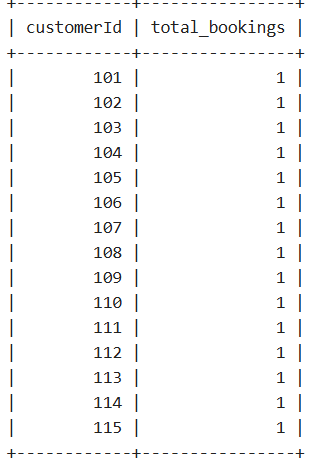 +------------+----------------+
| customerId | total_bookings |
+------------+----------------+
|        101 |              1 |
|        102 |              1 |
|        103 |              1 |
|        104 |              1 |
|        105 |              1 |
|        106 |              1 |
|        107 |              1 |
|        108 |              1 |
|        109 |              1 |
|        110 |              1 |
|        111 |              1 |
|        112 |              1 |
|        113 |              1 |
|        114 |              1 |
|        115 |              1 |
+------------+----------------+